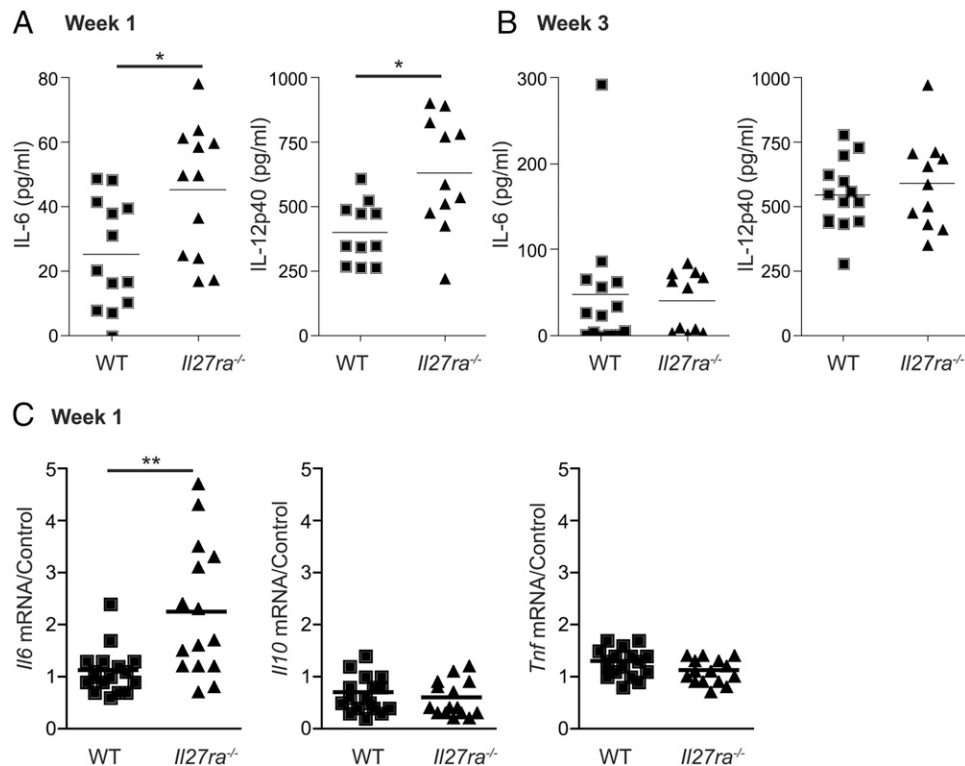 A Week 1
B Week 3
* *
IL-6 (pg/ml)
80
60
40
20
0
WT Il27ra-/-
IL-12p40 (pg/ml)
1000
750
500
250
0
WT Il27ra-/-
IL-6 (pg/ml)
300
200
100
0
WT Il27ra-/-
IL-12p40 (pg/ml)
1000
750
500
250
0
WT Il27ra-/-
C Week 1
**
Il6 mRNA/Control
5
4
3
2
1
0
WT Il27ra-/-
Il10 mRNA/Control
5
4
3
2
1
0
WT Il27ra-/-
Tnf mRNA/Control
5
4
3
2
1
0
WT Il27ra-/-